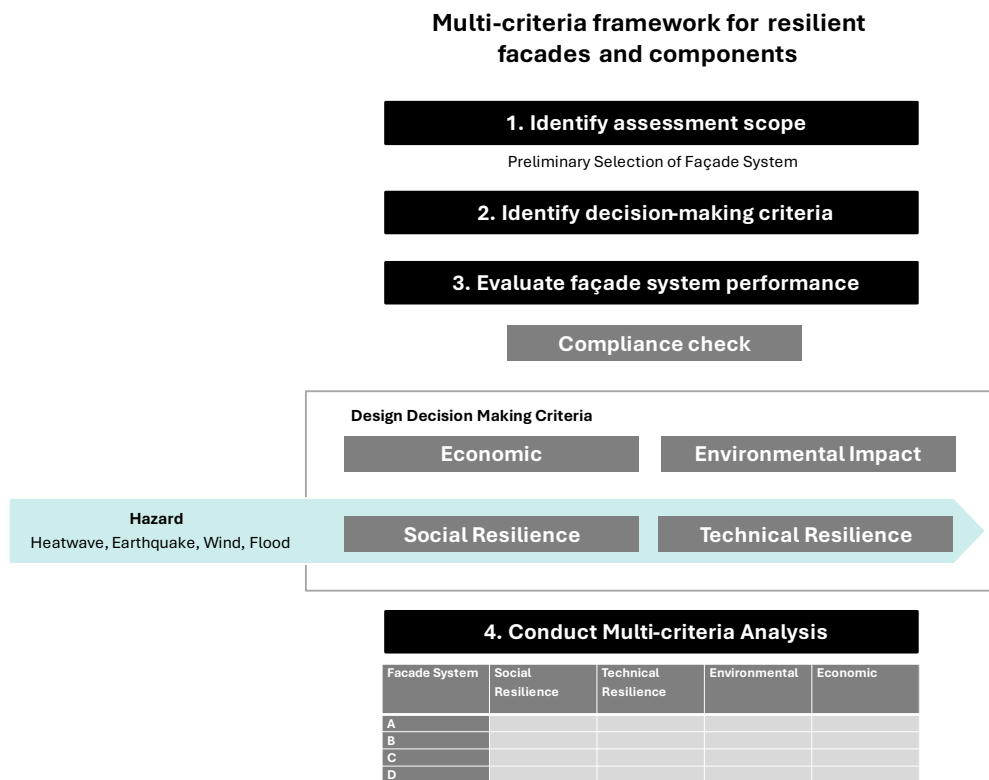 Multi-criteria framework for resilient
facades and components
1. Identify assessment scope
Preliminary Selection of Façade System
2. Identify decision-making criteria
3. Evaluate façade system performance
Compliance check
Design Decision Making Criteria
Economic
Environmental Impact
Hazard
Heatwave, Earthquake, Wind, Flood
Social Resilience
Technical Resilience
4. Conduct Multi-criteria Analysis
Facade System
Social
Resilience
Technical
Resilience
Environmental
Economic
A
B
C
D